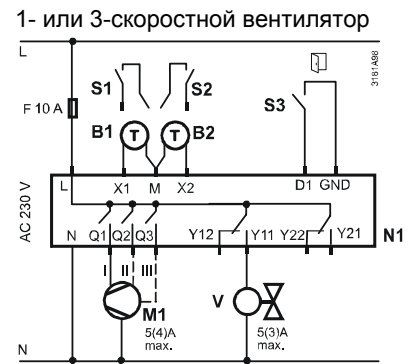 1- или 3-скоростной вентилятор
L
S1 S2
3181A98
F 10 A
S3
B1 T T B2
AC 230 V
L X1 M X2 D1 GND
N Q1 Q2 Q3 Y12 Y11 Y22 Y21
N1
I II III
M1
V
5(4)A
max.
5(3)A
max.
N